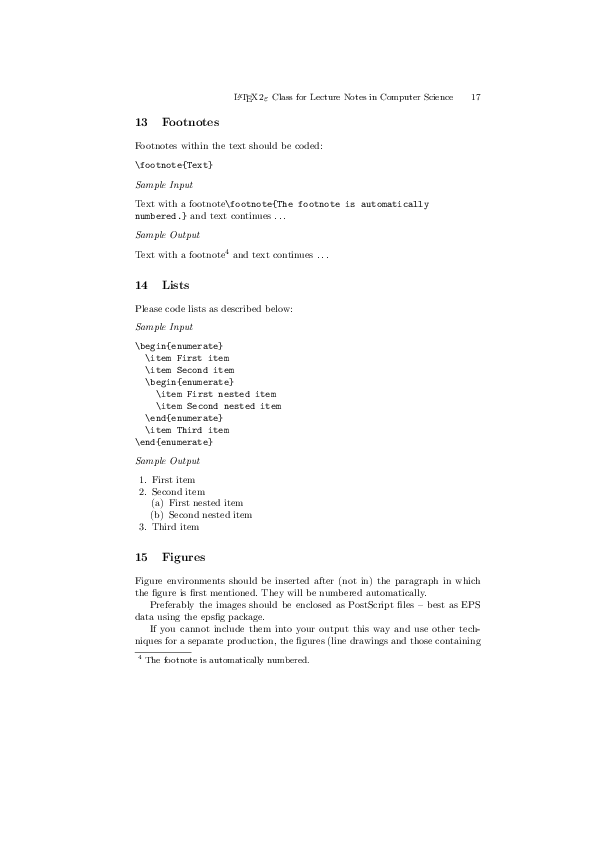 LATEX2ε Class for Lecture Notes in Computer Science 17
13 Footnotes
Footnotes within the text should be coded:
\footnote{Text}
Sample Input
Text with a footnote\footnote{The footnote is automatically
numbered.} and text continues ...
Sample Output
Text with a footnote4 and text continues ...
14 Lists
Please code lists as described below:
Sample Input
\begin{enumerate}
\item First item
\item Second item
\begin{enumerate}
\item First nested item
\item Second nested item
\end{enumerate}
\item Third item
\end{enumerate}
Sample Output
1. First item
2. Second item
(a) First nested item
(b) Second nested item
3. Third item
15 Figures
Figure environments should be inserted after (not in) the paragraph in which
the figure is first mentioned. They will be numbered automatically.
Preferably the images should be enclosed as PostScript files – best as EPS
data using the epsfig package.
If you cannot include them into your output this way and use other tech-
niques for a separate production, the figures (line drawings and those containing
4 The footnote is automatically numbered.